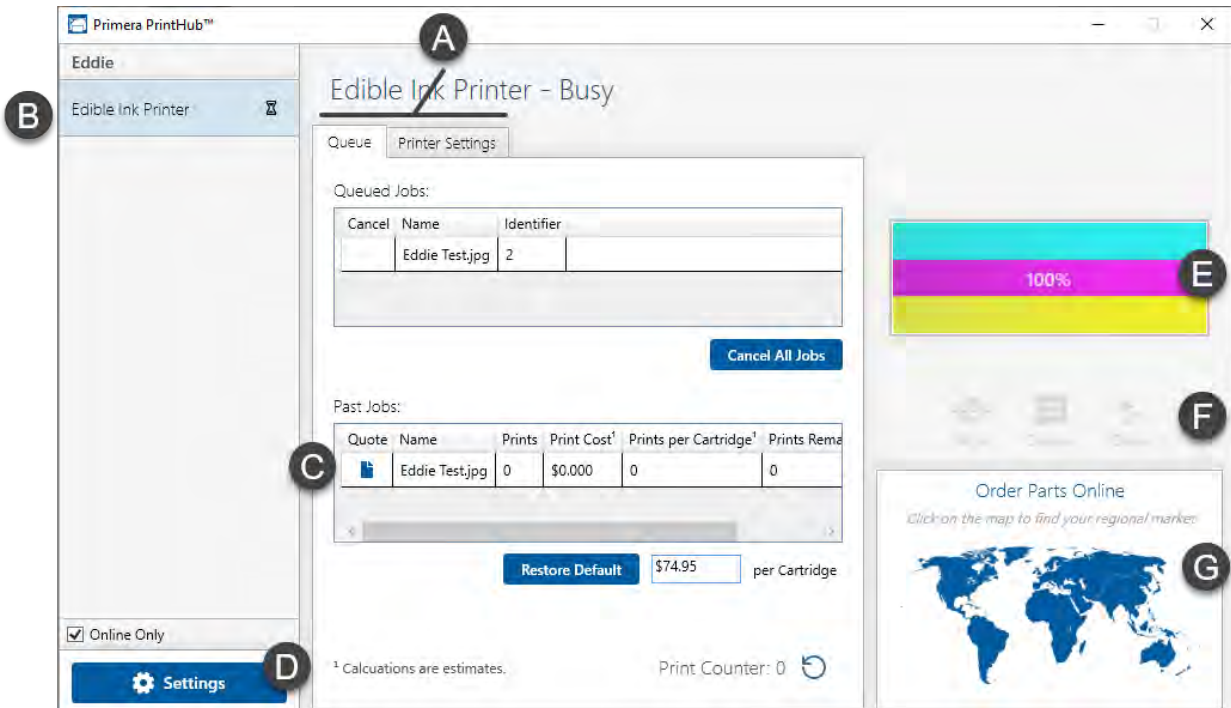 Primera PrintHub™
A
Eddie
Edible Ink Printer - Busy
B
Edible Ink Printer
Queue Printer Settings
Queued Jobs:
Cancel Name Identifier
Eddie Test.jpg 2
100%
E
Cancel All Jobs
Past Jobs:
F
Quote Name Prints Print Cost¹ Prints per Cartridge¹ Prints Rema
C
Eddie Test.jpg 0 $0.000 0 0
Order Parts Online
Click on the map to find your regional market
G
Restore Default $74.95 per Cartridge
Online Only
Settings
D
¹ Calcuations are estimates.
Print Counter: 0